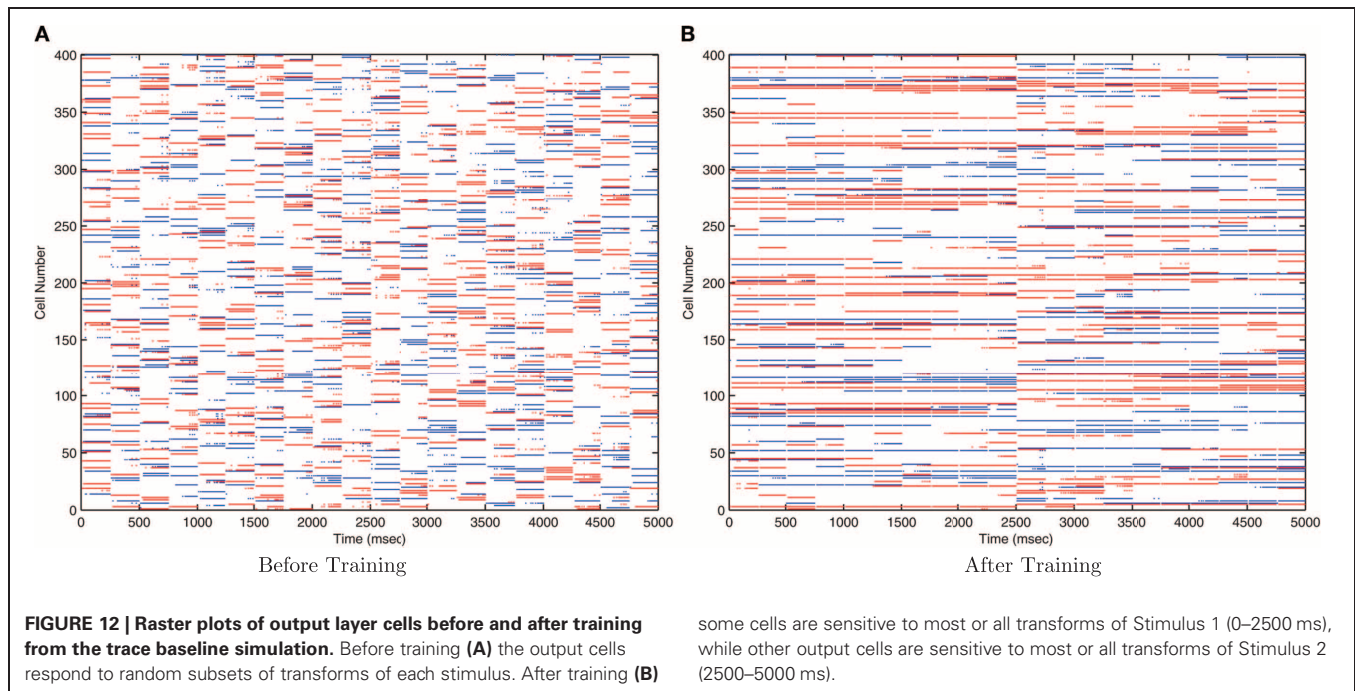 A
B
400
350
300
250
200
150
100
50
0
Cell Number
0 500 1000 1500 2000 2500 3000 3500 4000 4500 5000
Time (msec)
Before Training
400
350
300
250
200
150
100
50
0
Cell Number
0 500 1000 1500 2000 2500 3000 3500 4000 4500 5000
Time (msec)
After Training
FIGURE 12 | Raster plots of output layer cells before and after training
from the trace baseline simulation. Before training (A) the output cells
respond to random subsets of transforms of each stimulus. After training (B)
some cells are sensitive to most or all transforms of Stimulus 1 (0–2500 ms),
while other output cells are sensitive to most or all transforms of Stimulus 2
(2500–5000 ms).